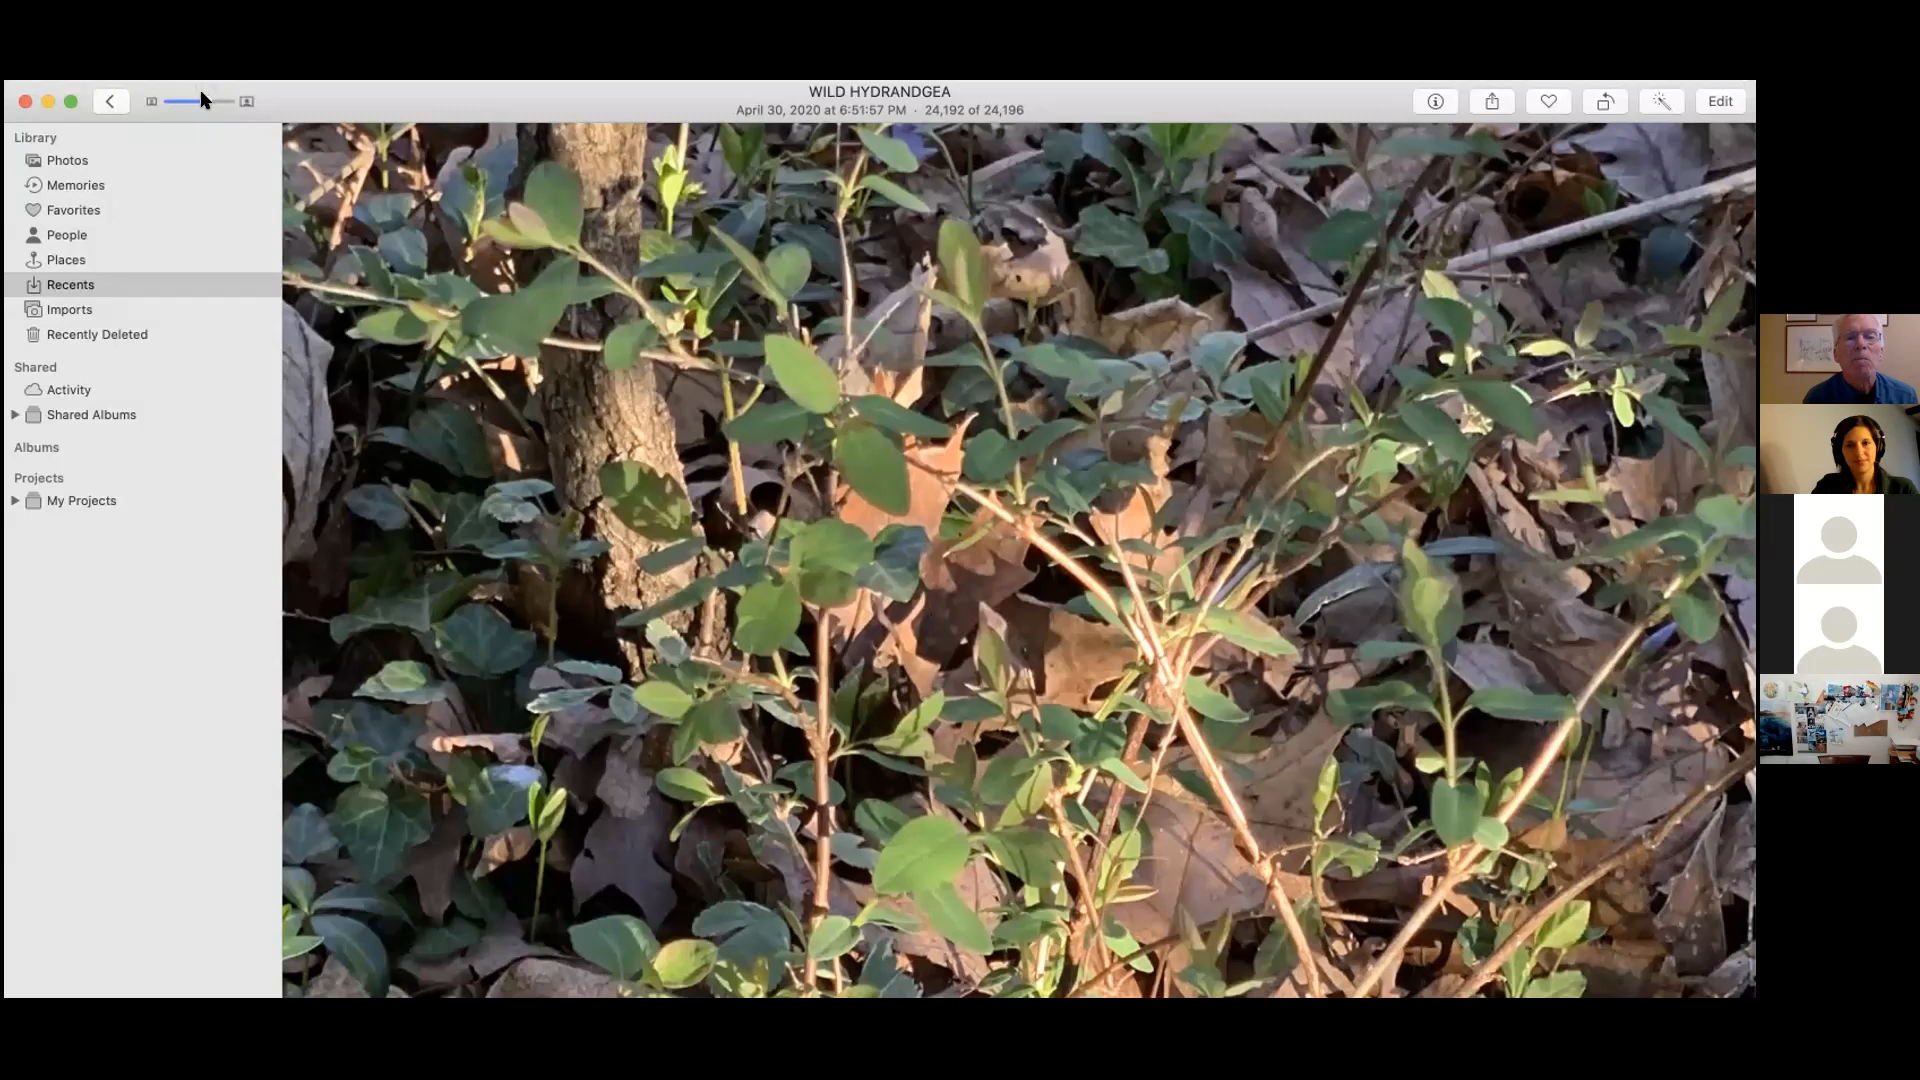 WILD HYDRANDGEA
April 30, 2020 at 6:51:57 PM · 24,192 of 24,196
Edit
Library
Photos
Memories
Favorites
People
Places
Recents
Imports
Recently Deleted
Shared
Activity
Shared Albums
Albums
Projects
My Projects